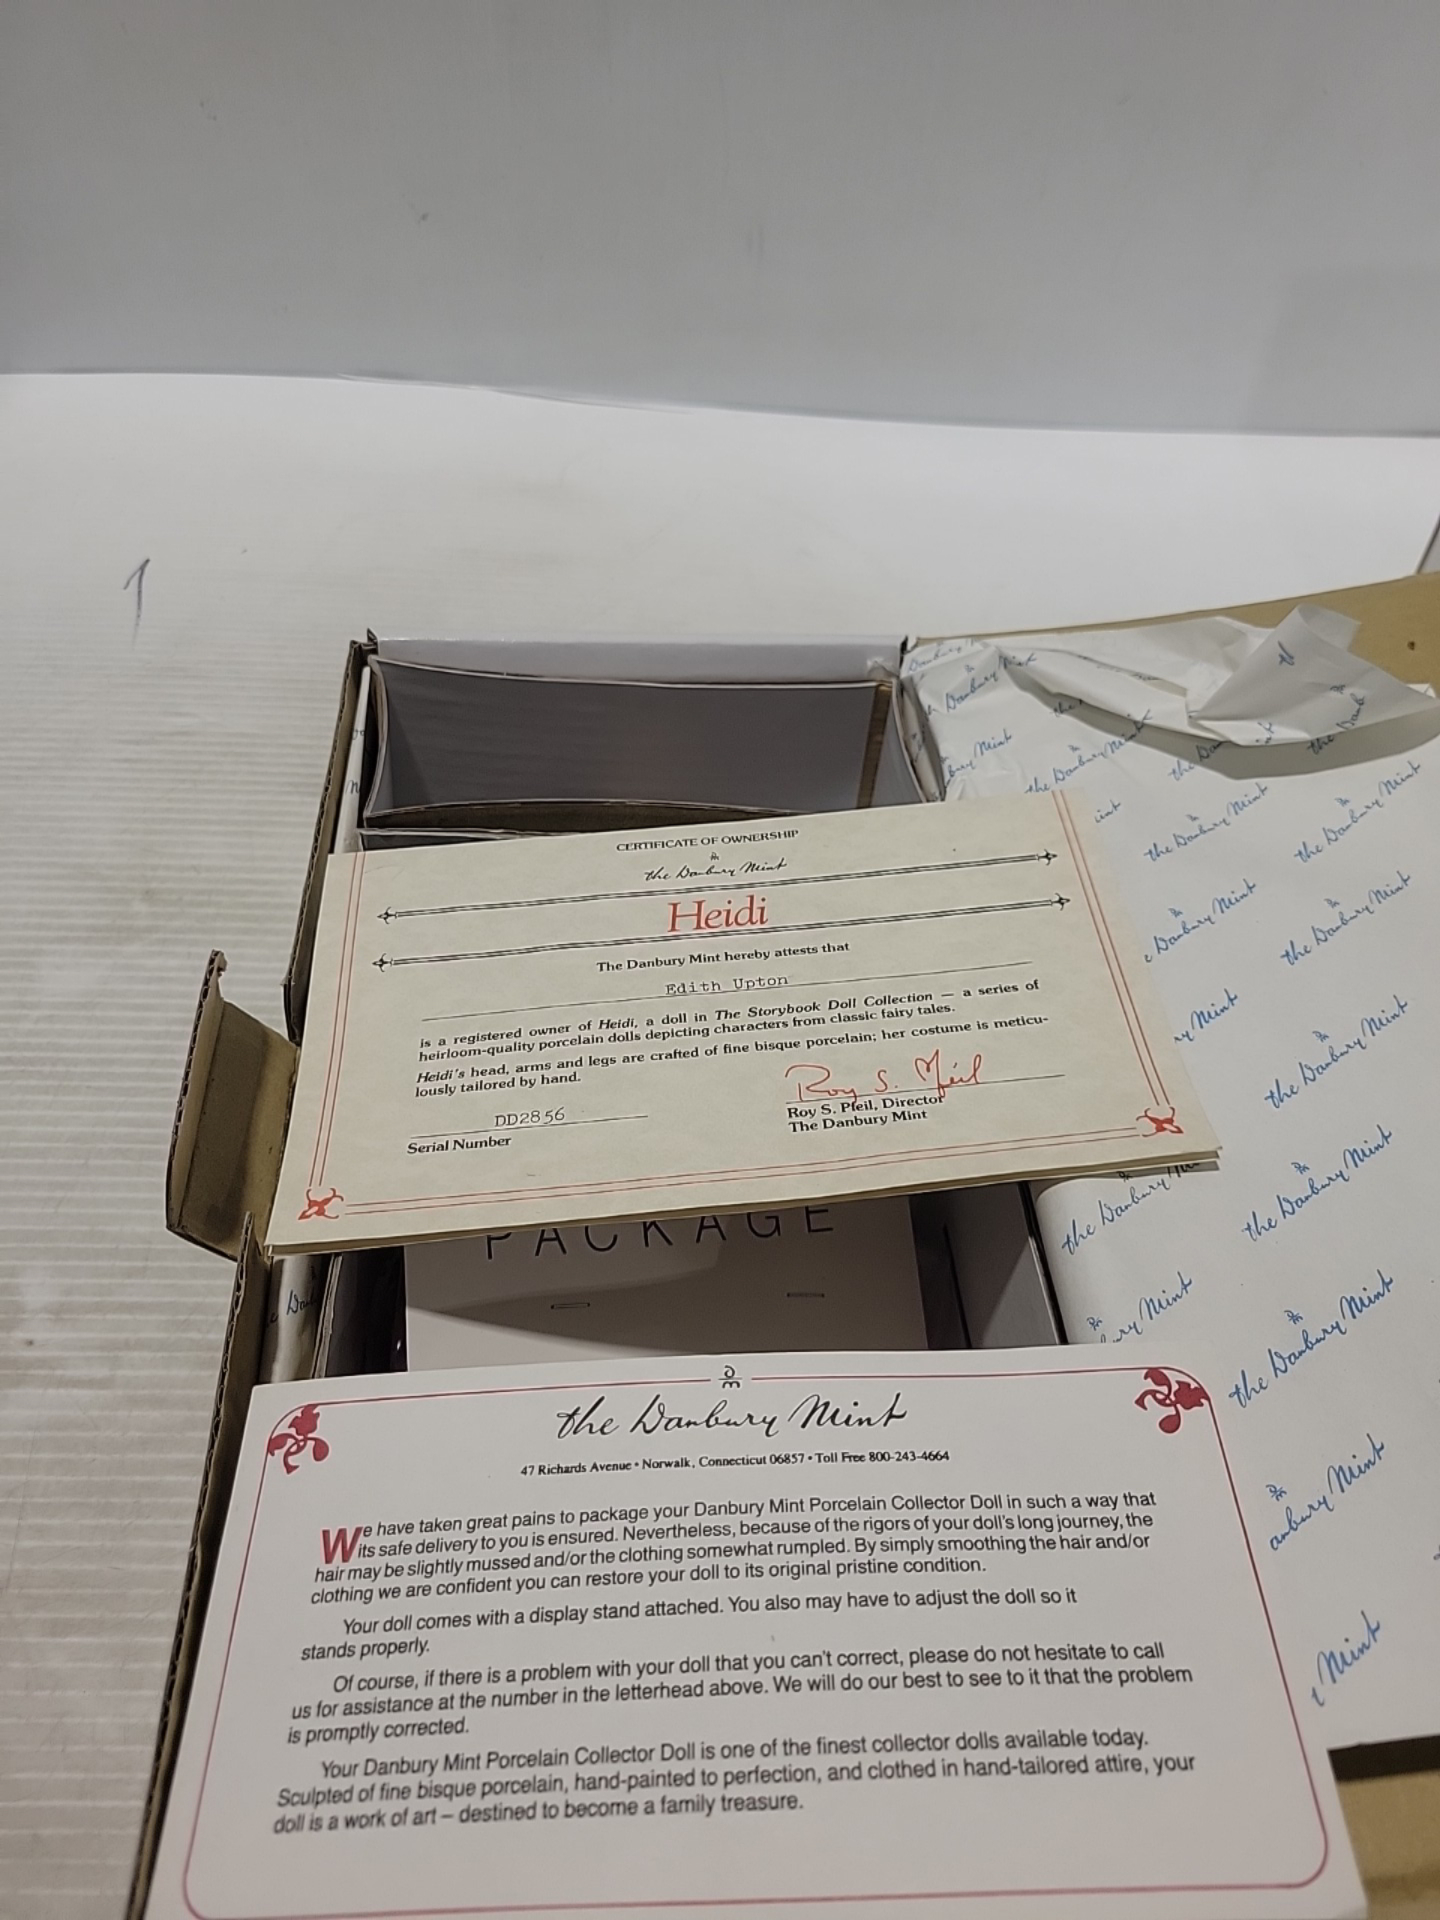 CERTIFICATE OF OWNERSHIP
the Danbury Mint
Heidi
The Danbury Mint hereby attests that
Edith Upton
is a registered owner of Heidi, a doll in The Storybook Doll Collection — a series of
heirloom-quality porcelain dolls depicting characters from classic fairy tales.
Heidi's head, arms and legs are crafted of fine bisque porcelain; her costume is meticu-
lously tailored by hand.
Roy S. Pfeil
DD2856
Serial Number
Roy S. Pfeil, Director
The Danbury Mint
PACKAGE
the Danbury Mint
47 Richards Avenue • Norwalk, Connecticut 06857 • Toll Free 800-243-4664
We have taken great pains to package your Danbury Mint Porcelain Collector Doll in such a way that
its safe delivery to you is ensured. Nevertheless, because of the rigors of your doll's long journey, the
hair may be slightly mussed and/or the clothing somewhat rumpled. By simply smoothing the hair and/or
clothing we are confident you can restore your doll to its original pristine condition.
Your doll comes with a display stand attached. You also may have to adjust the doll so it
stands properly.
Of course, if there is a problem with your doll that you can't correct, please do not hesitate to call
us for assistance at the number in the letterhead above. We will do our best to see to it that the problem
is promptly corrected.
Your Danbury Mint Porcelain Collector Doll is one of the finest collector dolls available today.
Sculpted of fine bisque porcelain, hand-painted to perfection, and clothed in hand-tailored attire, your
doll is a work of art – destined to become a family treasure.
the Danbury Mint
the Danbury Mint
the Danbury Mint
the Danbury Mint
the Danbury Mint
the Danbury Mint
the Danbury Mint
the Danbury Mint